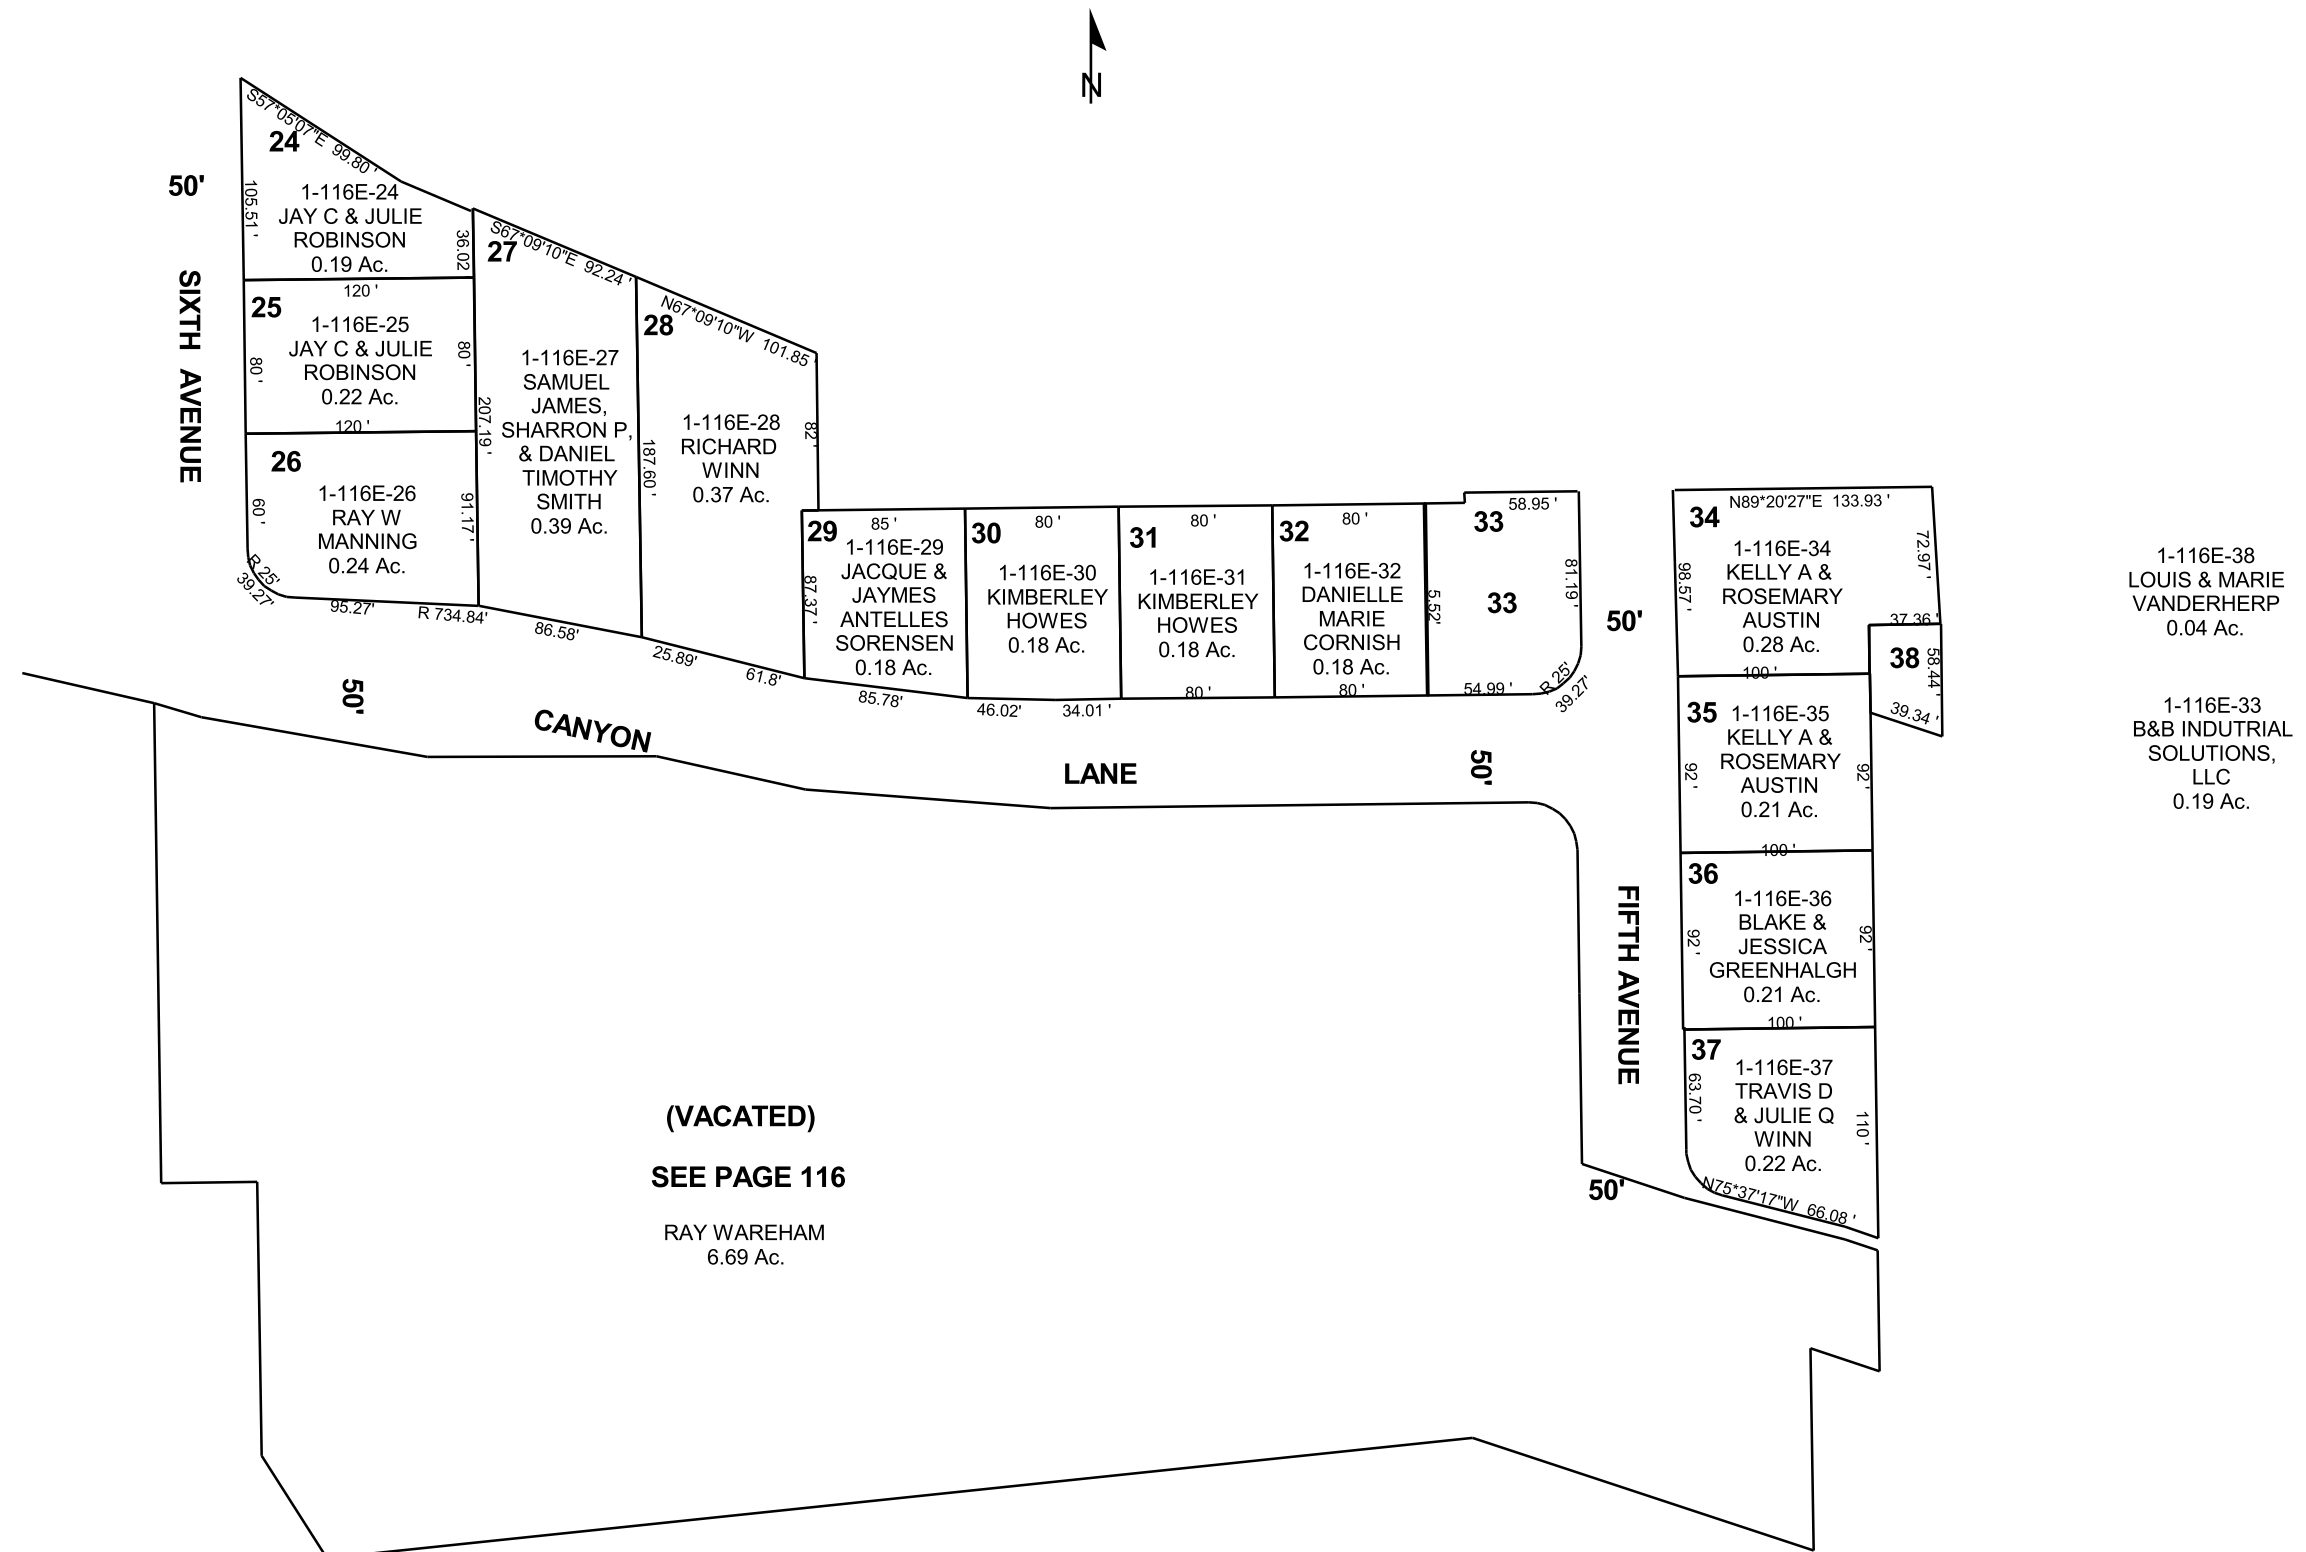 N
50'
SIXTH AVENUE
24
S57*05'07"E 99.80 '
105.51 '
1-116E-24
JAY C & JULIE
ROBINSON
0.19 Ac.
36.02
120 '
25
1-116E-25
JAY C & JULIE
ROBINSON
0.22 Ac.
80 '
80 '
120 '
26
1-116E-26
RAY W
MANNING
0.24 Ac.
60 '
91.17 '
R 25'
39.27'
95.27'
R 734.84'
27
S67*09'10"E 92.24 '
1-116E-27
SAMUEL
JAMES,
SHARRON P,
& DANIEL
TIMOTHY
SMITH
0.39 Ac.
207.19 '
86.58'
28
N67*09'10"W 101.85 '
1-116E-28
RICHARD
WINN
0.37 Ac.
187.60 '
82 '
25.89'
61.8'
29
85 '
1-116E-29
JACQUE &
JAYMES
ANTELLES
SORENSEN
0.18 Ac.
87.37 '
85.78'
30
80 '
1-116E-30
KIMBERLEY
HOWES
0.18 Ac.
46.02'
34.01 '
31
80 '
1-116E-31
KIMBERLEY
HOWES
0.18 Ac.
80 '
32
80 '
1-116E-32
DANIELLE
MARIE
CORNISH
0.18 Ac.
80 '
33
58.95 '
33
5.52'
81.19 '
54.99 '
R 25'
39.27'
50'
34
N89*20'27"E 133.93 '
1-116E-34
KELLY A &
ROSEMARY
AUSTIN
0.28 Ac.
98.57 '
72.97 '
37.36 '
100 '
38
58.44 '
39.34 '
35
1-116E-35
KELLY A &
ROSEMARY
AUSTIN
0.21 Ac.
92 '
92 '
100 '
36
1-116E-36
BLAKE &
JESSICA
GREENHALGH
0.21 Ac.
92 '
92 '
100 '
37
1-116E-37
TRAVIS D
& JULIE Q
WINN
0.22 Ac.
63.70 '
110 '
N75*37'17"W 66.08 '
1-116E-38
LOUIS & MARIE
VANDERHERP
0.04 Ac.
1-116E-33
B&B INDUTRIAL
SOLUTIONS,
LLC
0.19 Ac.
50'
CANYON
LANE
50'
FIFTH AVENUE
50'
(VACATED)
SEE PAGE 116
RAY WAREHAM
6.69 Ac.